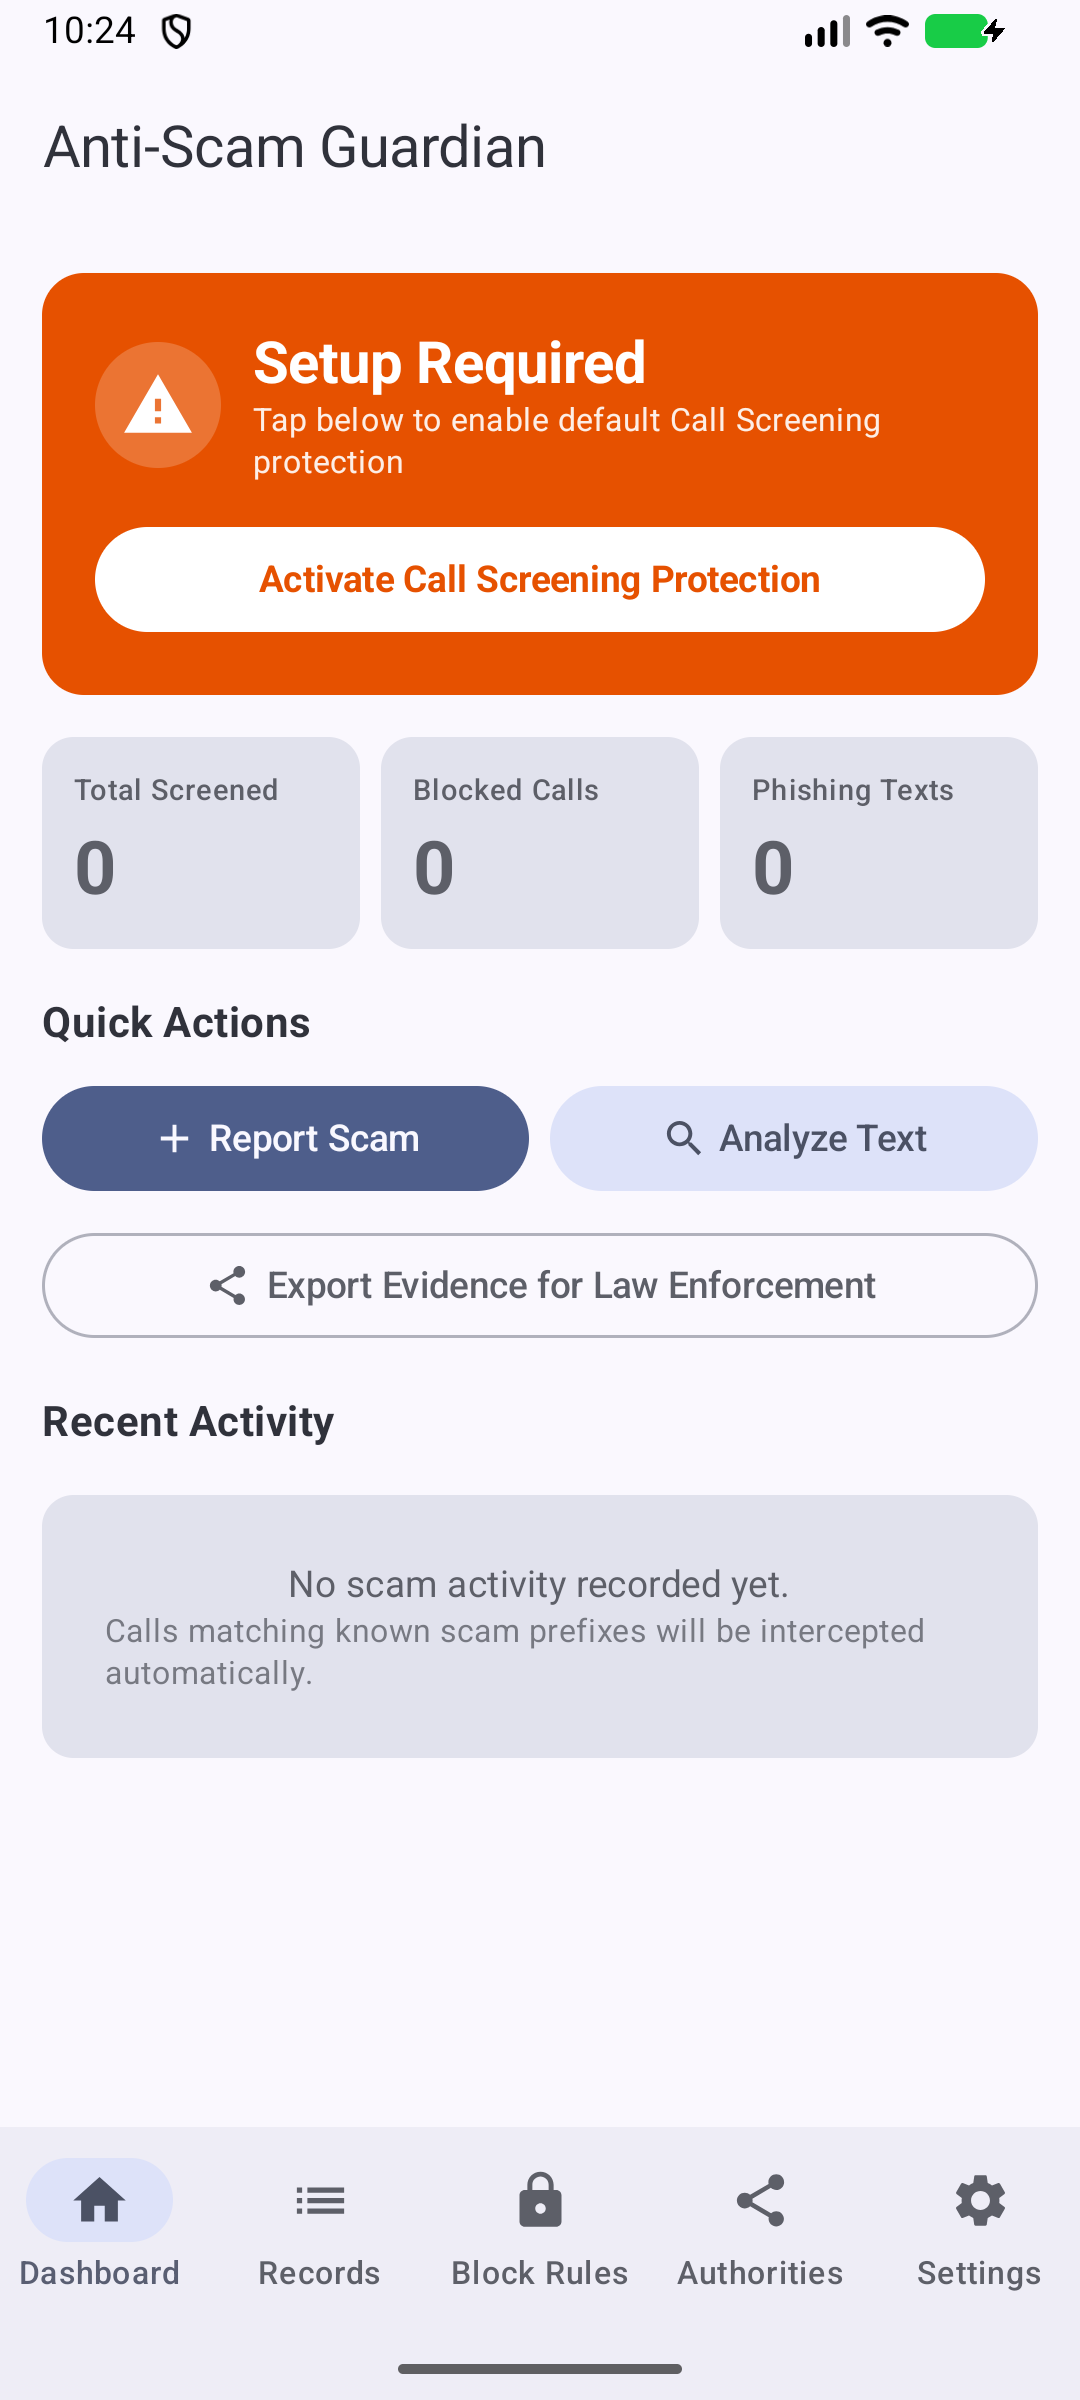 10:24
Anti-Scam Guardian
Setup Required
Tap below to enable default Call Screening
protection
Activate Call Screening Protection
Total Screened
0
Blocked Calls
0
Phishing Texts
0
Quick Actions
Report Scam
Analyze Text
Export Evidence for Law Enforcement
Recent Activity
No scam activity recorded yet.
Calls matching known scam prefixes will be intercepted
automatically.
Dashboard
Records
Block Rules
Authorities
Settings